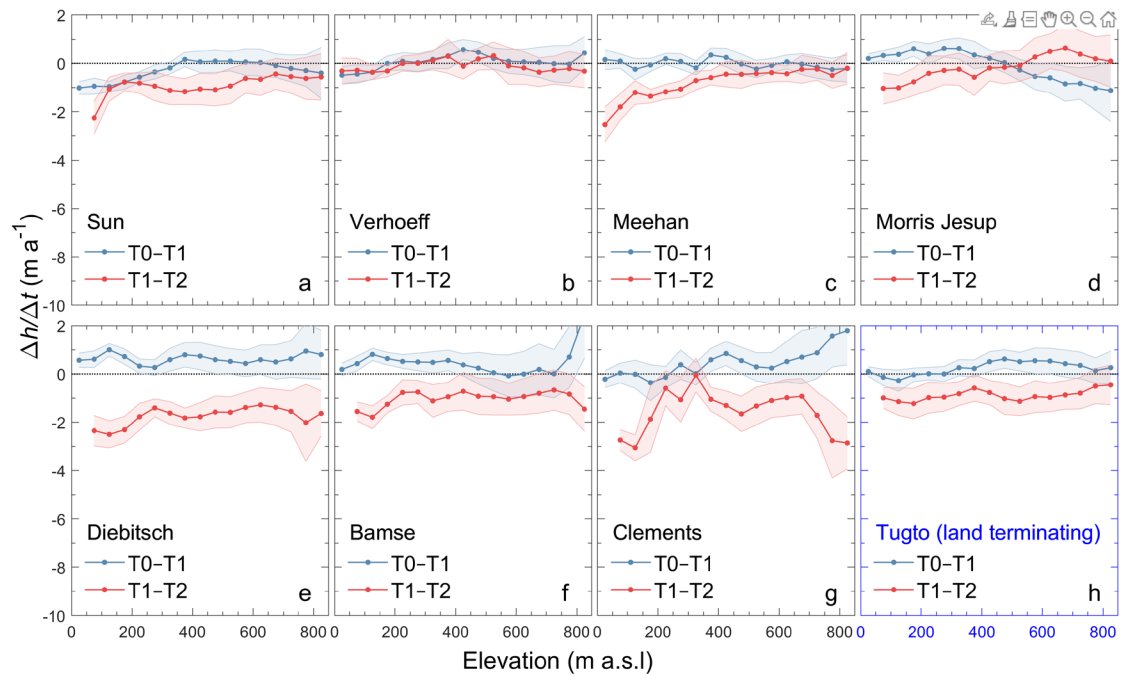 2
0
-2
-4
-6
-8
-10
Sun
T0−T1
T1−T2
a
Verhoeff
T0−T1
T1−T2
b
Meehan
T0−T1
T1−T2
c
Morris Jesup
T0−T1
T1−T2
d
Δh/Δt (m a⁻¹)
2
0
-2
-4
-6
-8
-10
Diebitsch
T0−T1
T1−T2
e
Bamse
T0−T1
T1−T2
f
Clements
T0−T1
T1−T2
g
Tugto (land terminating)
T0−T1
T1−T2
h
0 200 400 600 800 0 200 400 600 800 0 200 400 600 800 0 200 400 600 800
Elevation (m a.s.l)